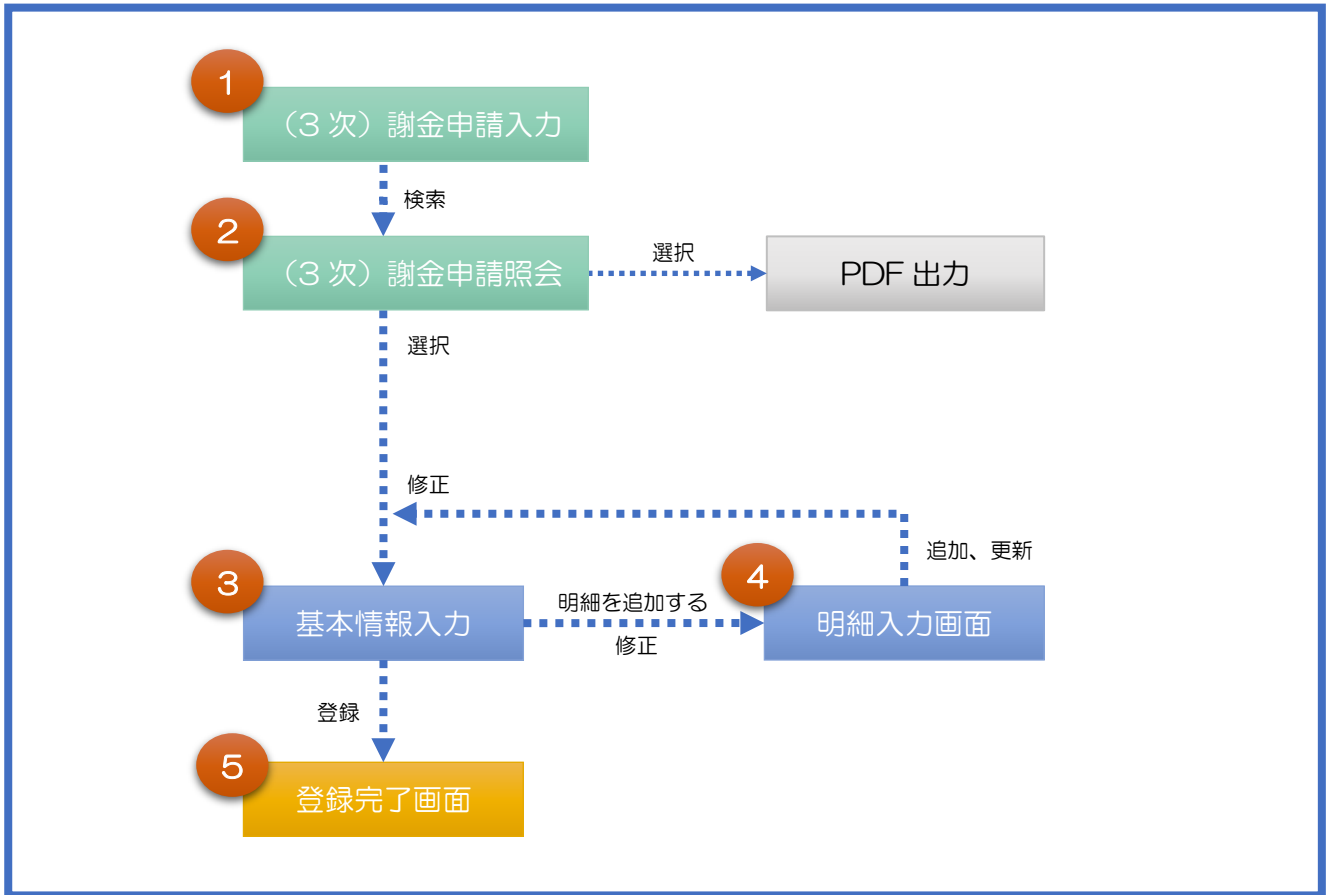 1
（3 次）謝金申請入力
検索
2
（3 次）謝金申請照会
選択
PDF 出力
選択
修正
追加、更新
3
基本情報入力
明細を追加する
修正
4
明細入力画面
登録
5
登録完了画面